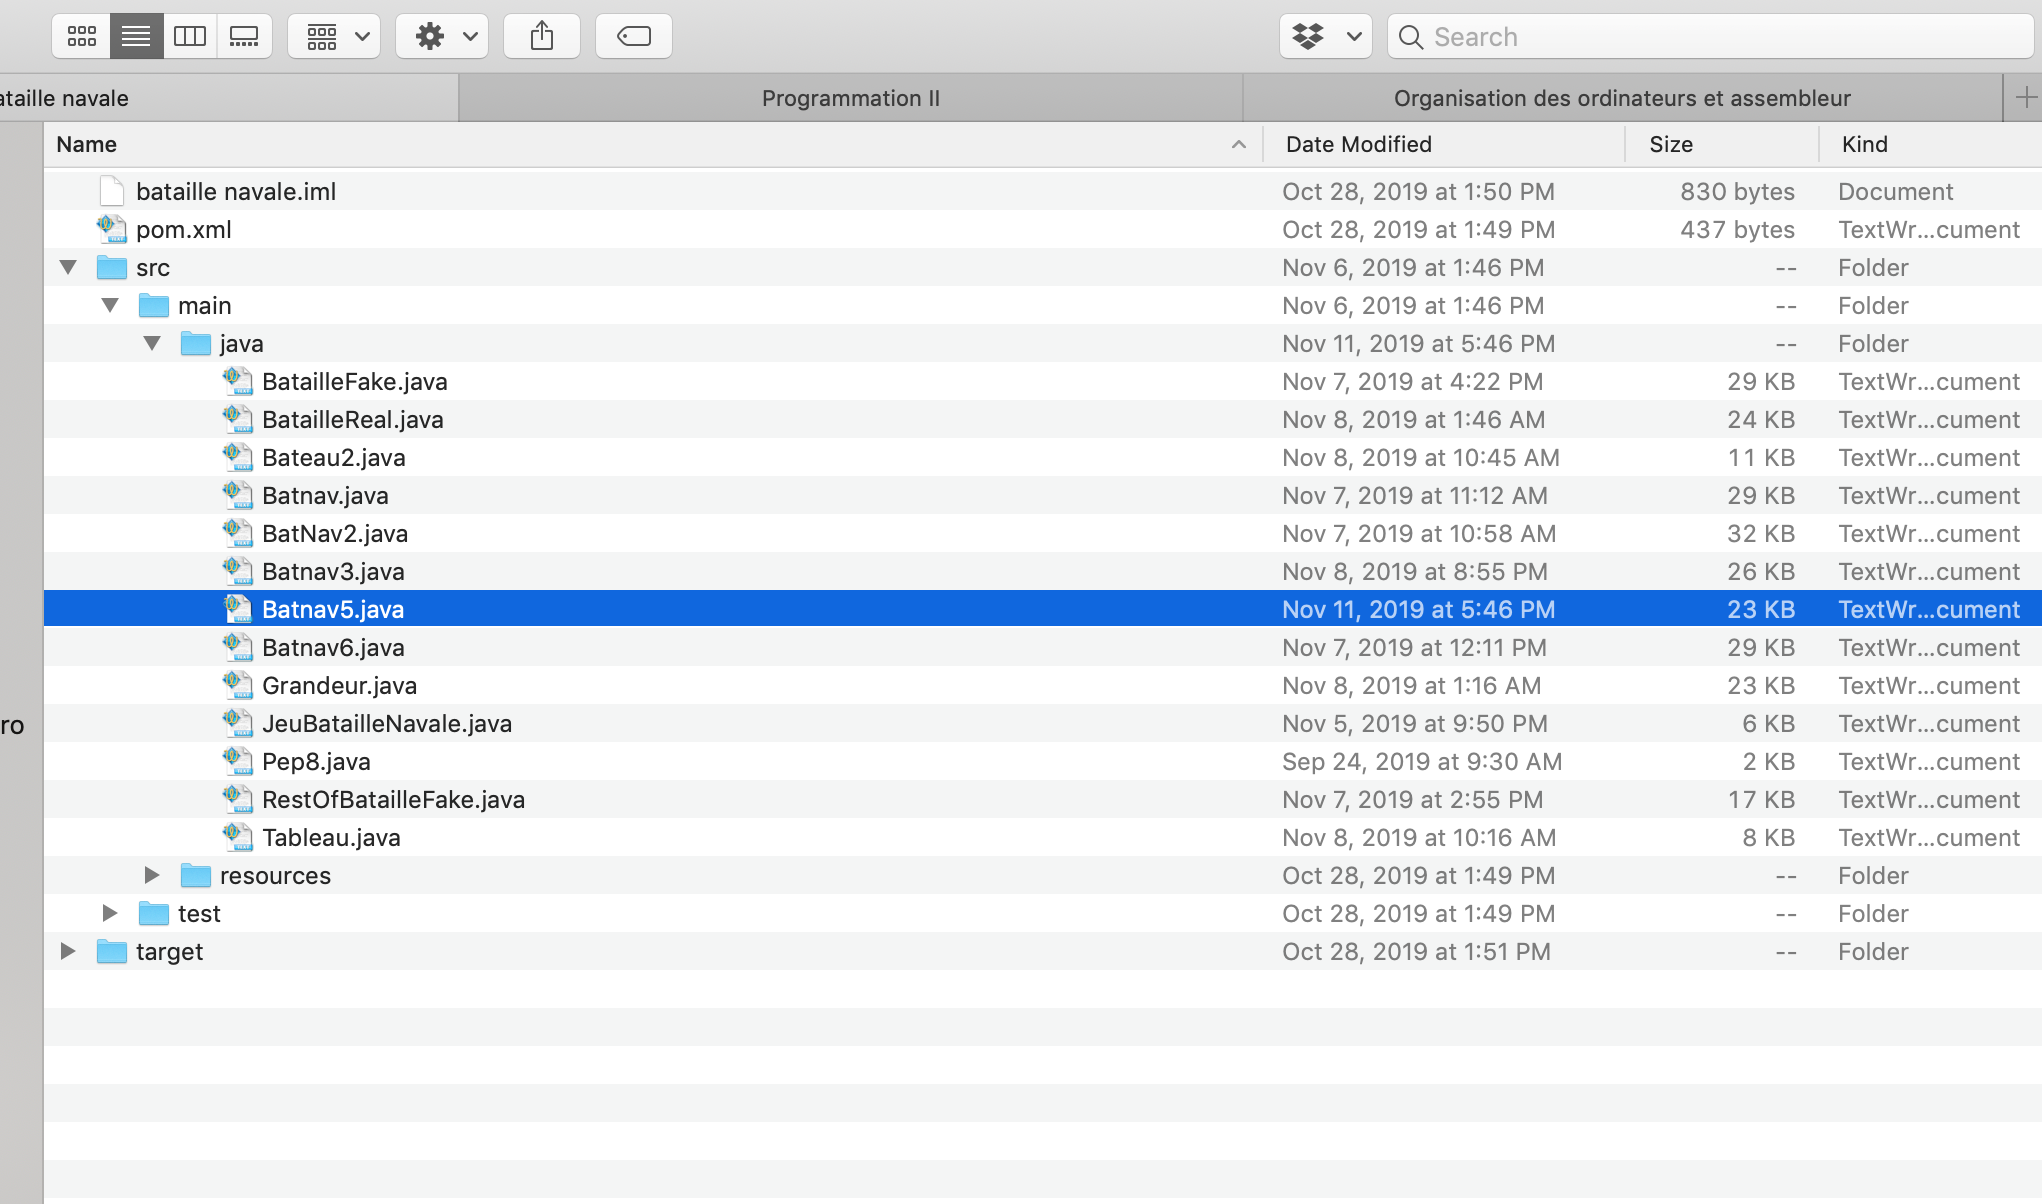 Search
ataille navale Programmation II Organisation des ordinateurs et assembleur
Name Date Modified Size Kind
bataille navale.iml Oct 28, 2019 at 1:50 PM 830 bytes Document
pom.xml Oct 28, 2019 at 1:49 PM 437 bytes TextWr...cument
src Nov 6, 2019 at 1:46 PM -- Folder
main Nov 6, 2019 at 1:46 PM -- Folder
java Nov 11, 2019 at 5:46 PM -- Folder
BatailleFake.java Nov 7, 2019 at 4:22 PM 29 KB TextWr...cument
BatailleReal.java Nov 8, 2019 at 1:46 AM 24 KB TextWr...cument
Bateau2.java Nov 8, 2019 at 10:45 AM 11 KB TextWr...cument
Batnav.java Nov 7, 2019 at 11:12 AM 29 KB TextWr...cument
BatNav2.java Nov 7, 2019 at 10:58 AM 32 KB TextWr...cument
Batnav3.java Nov 8, 2019 at 8:55 PM 26 KB TextWr...cument
Batnav5.java Nov 11, 2019 at 5:46 PM 23 KB TextWr...cument
Batnav6.java Nov 7, 2019 at 12:11 PM 29 KB TextWr...cument
Grandeur.java Nov 8, 2019 at 1:16 AM 23 KB TextWr...cument
ro JeuBatailleNavale.java Nov 5, 2019 at 9:50 PM 6 KB TextWr...cument
Pep8.java Sep 24, 2019 at 9:30 AM 2 KB TextWr...cument
RestOfBatailleFake.java Nov 7, 2019 at 2:55 PM 17 KB TextWr...cument
Tableau.java Nov 8, 2019 at 10:16 AM 8 KB TextWr...cument
resources Oct 28, 2019 at 1:49 PM -- Folder
test Oct 28, 2019 at 1:49 PM -- Folder
target Oct 28, 2019 at 1:51 PM -- Folder